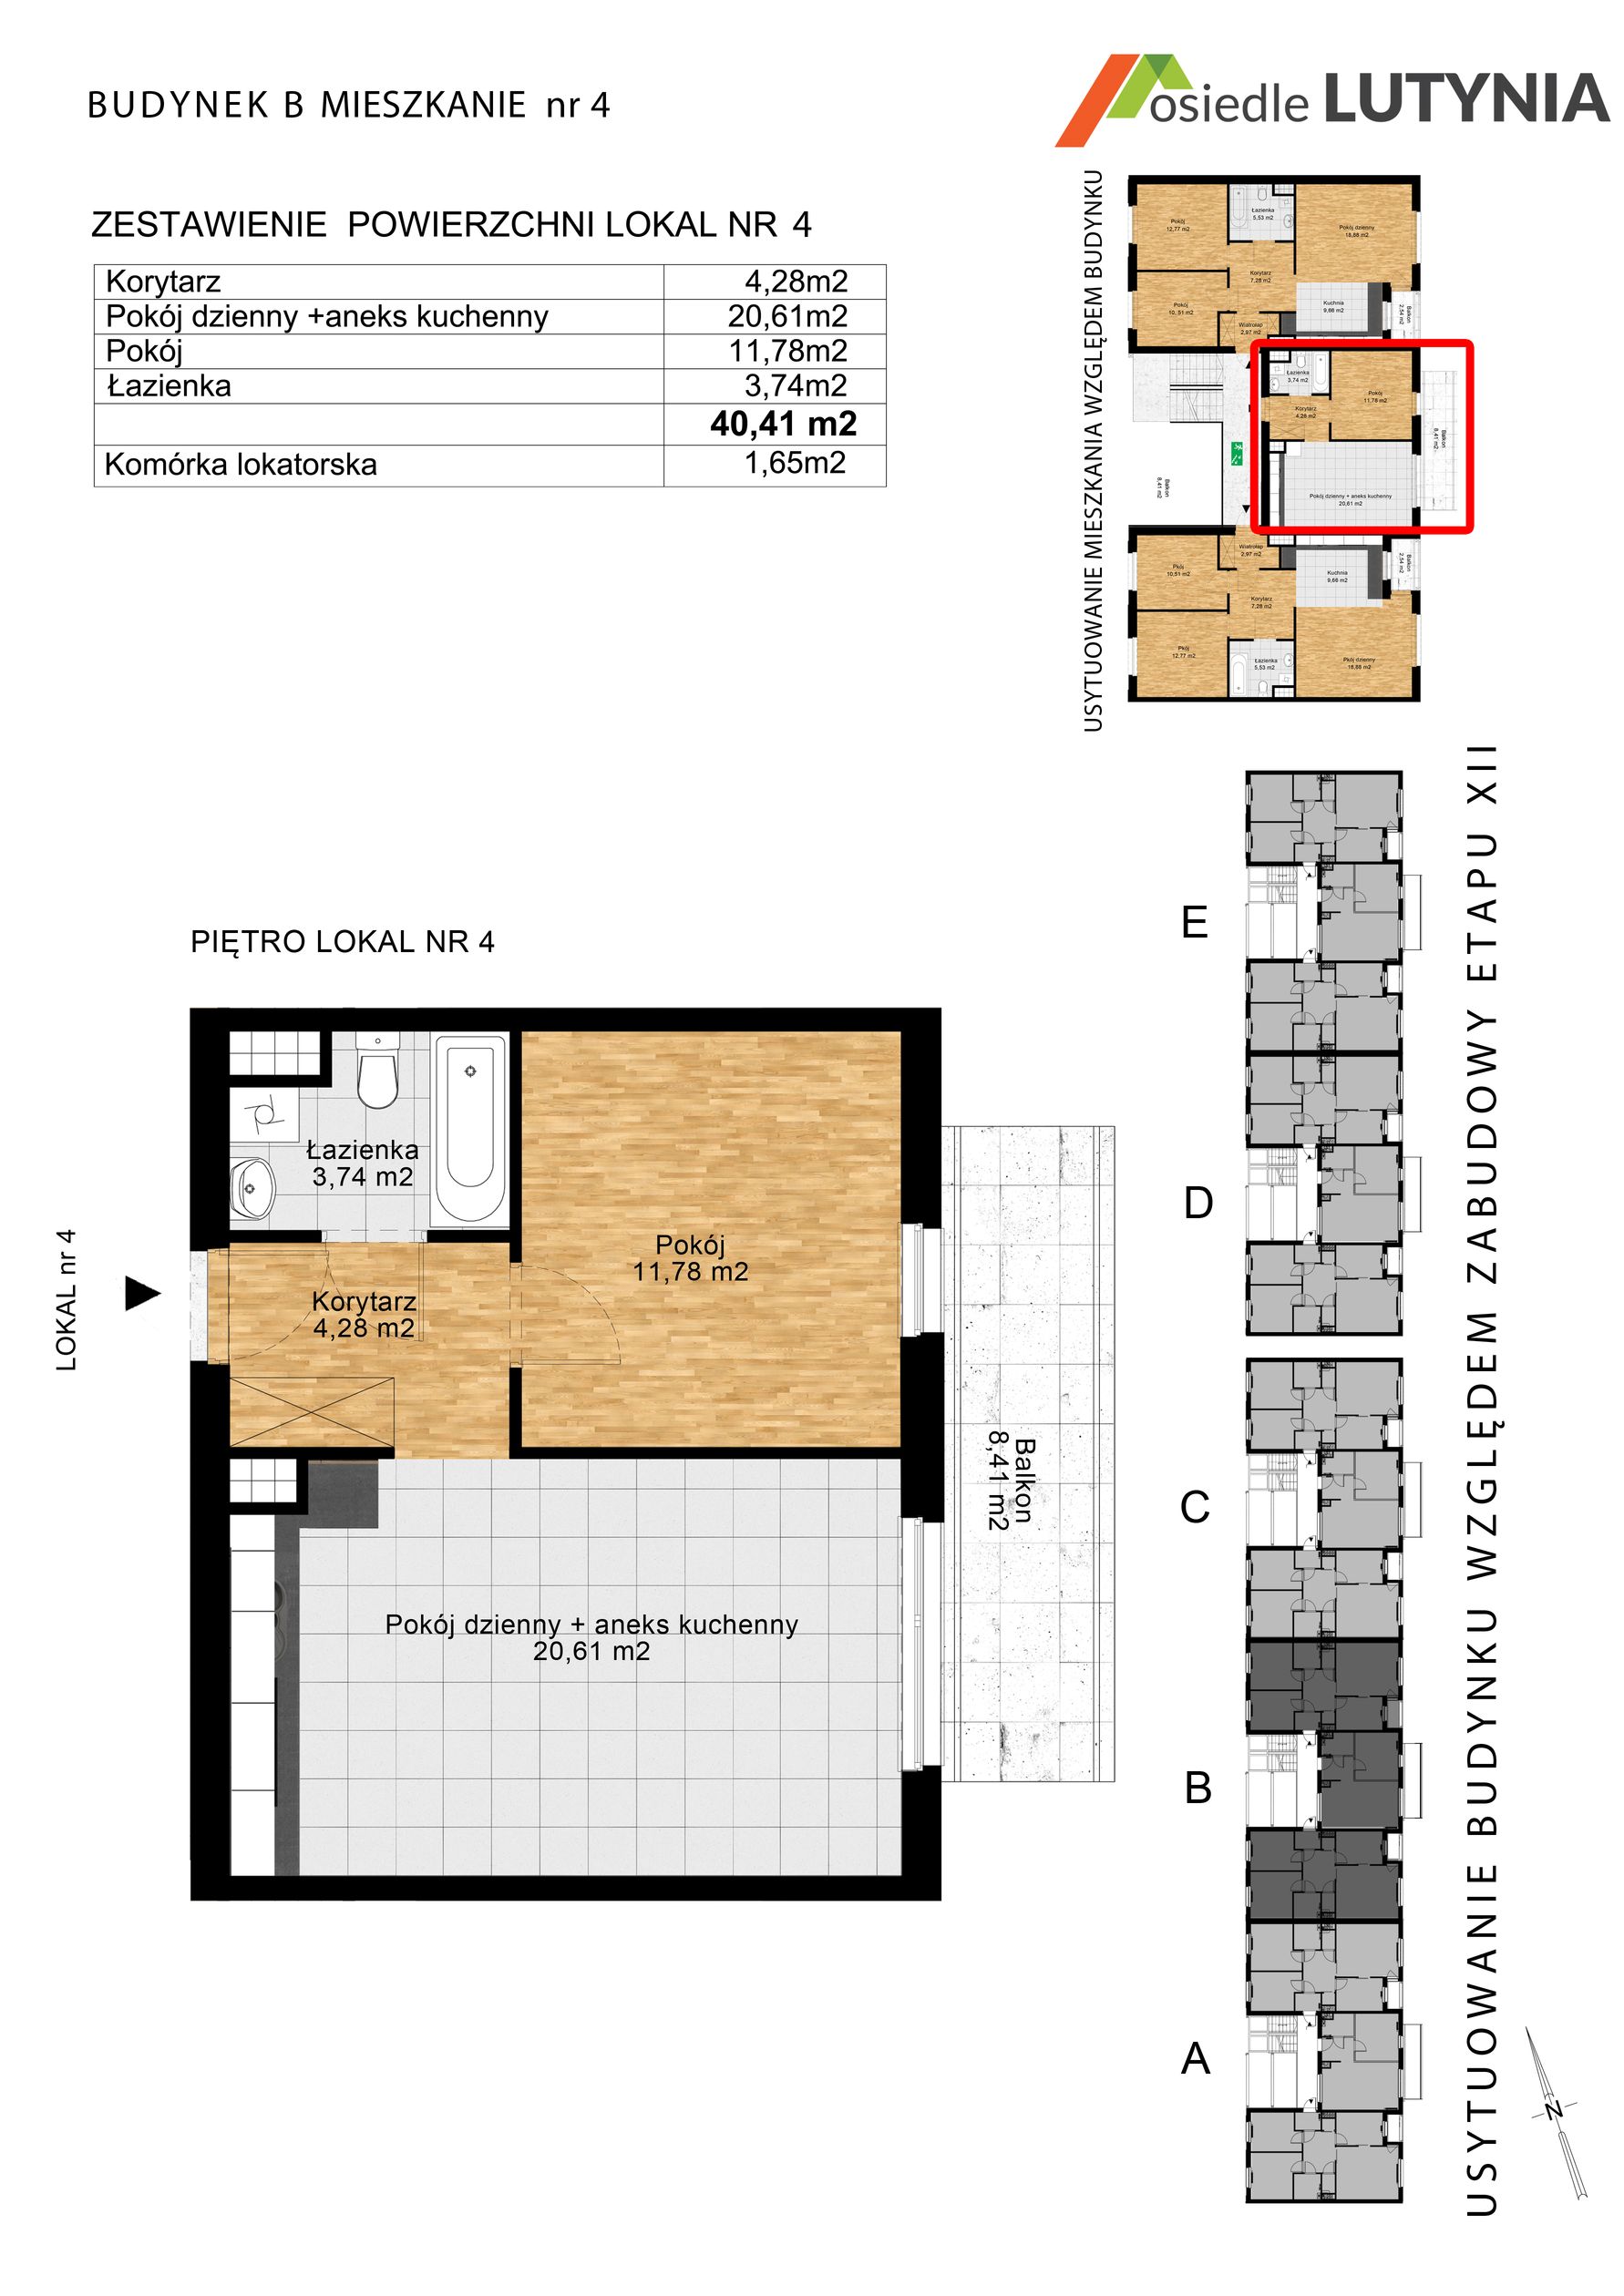 BUDYNEK B MIESZKANIE nr 4
osiedle LUTYNIA
ZESTAWIENIE POWIERZCHNI LOKAL NR 4
Korytarz 4,28m2
Pokój dzienny +aneks kuchenny 20,61m2
Pokój 11,78m2
Łazienka 3,74m2
40,41 m2
Komórka lokatorska 1,65m2
USYTUOWANIE MIESZKANIA WZGLĘDEM BUDYNKU
Pokój
12,77 m2
Łazienka
5,53 m2
Pokój dzienny
18,88 m2
Korytarz
7,28 m2
Pokój
10,51 m2
Kuchnia
9,66 m2
Balkon
2,54 m2
Wiatrołap
2,97 m2
Łazienka
3,74 m2
Pokój
11,78 m2
Korytarz
4,28 m2
Balkon
8,41 m2
Balkon
8,41 m2
Pokój dzienny + aneks kuchenny
20,61 m2
Wiatrołap
2,97 m2
Pkój
10,51 m2
Kuchnia
9,66 m2
Balkon
2,54 m2
Korytarz
7,28 m2
Pkój
12,77 m2
Łazienka
5,53 m2
Pkój dzienny
18,88 m2
PIĘTRO LOKAL NR 4
LOKAL nr 4
Łazienka
3,74 m2
Pokój
11,78 m2
Korytarz
4,28 m2
Balkon
8,41 m2
Pokój dzienny + aneks kuchenny
20,61 m2
E
D
C
B
A
USYTUOWANIE BUDYNKU WZGLĘDEM ZABUDOWY ETAPU XII
N